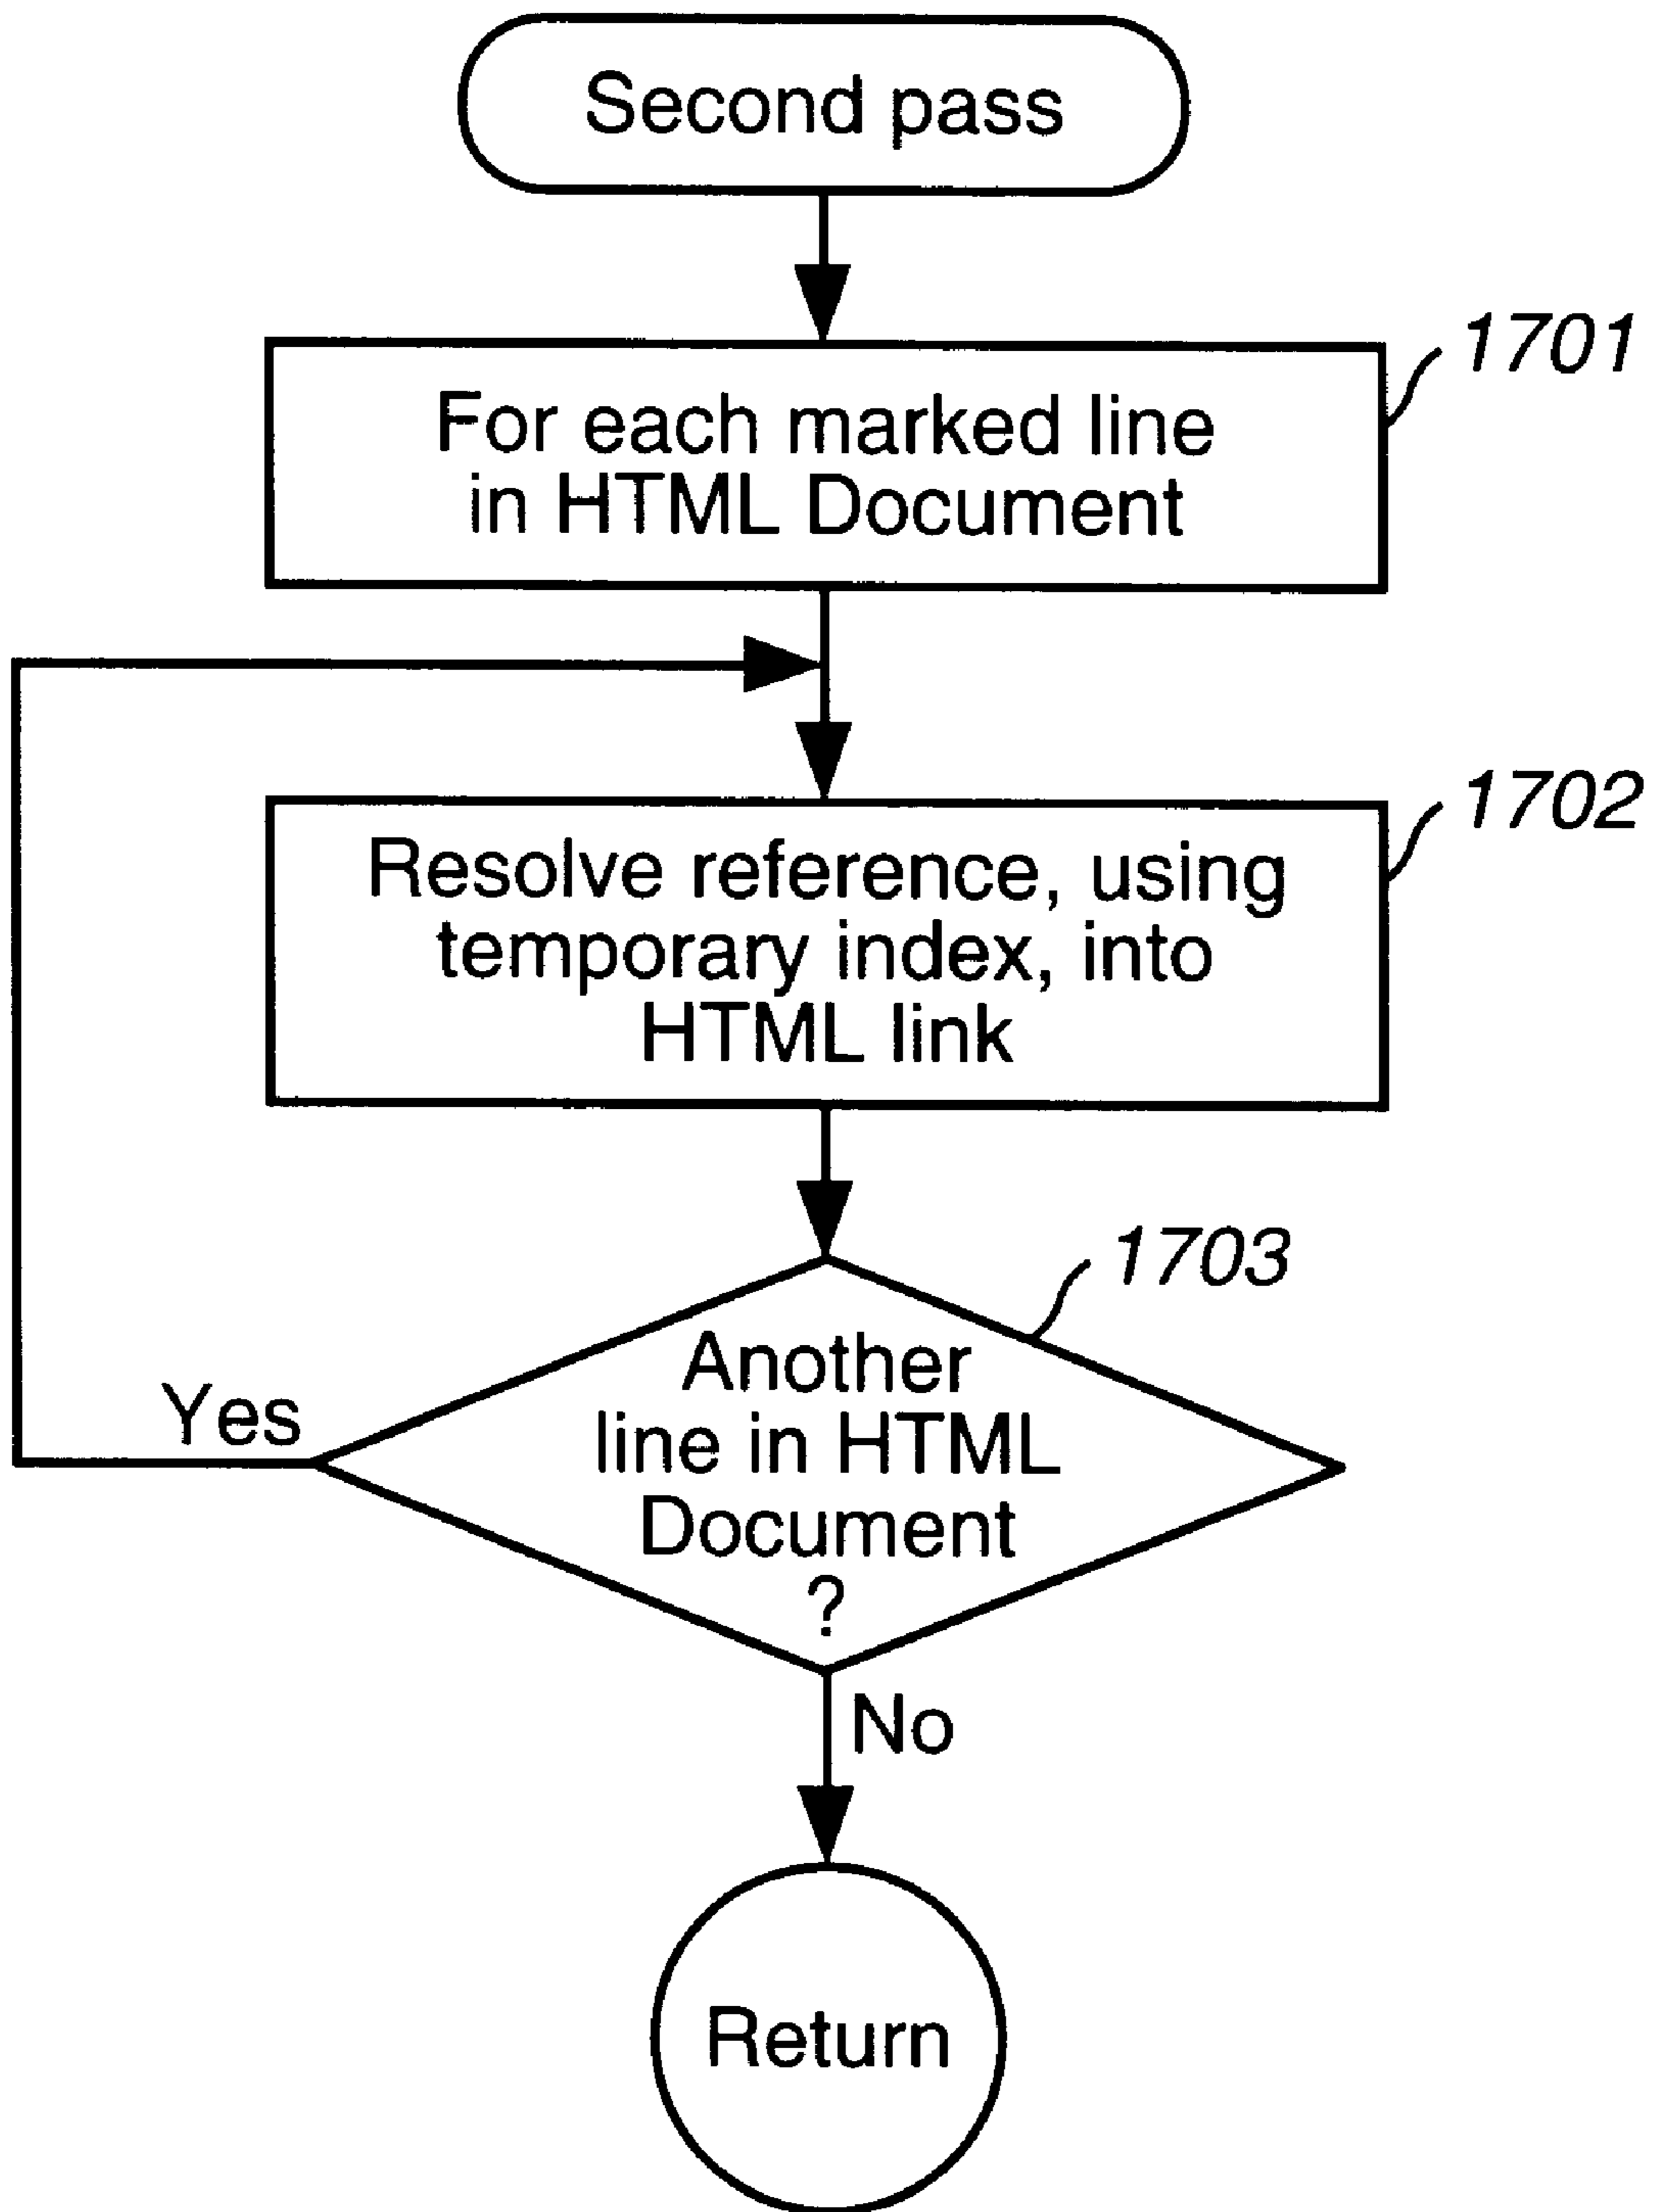 Second pass
1701
For each marked line
in HTML Document
1702
Resolve reference, using
temporary index, into
HTML link
1703
Another
line in HTML
Document
?
Yes
No
Return